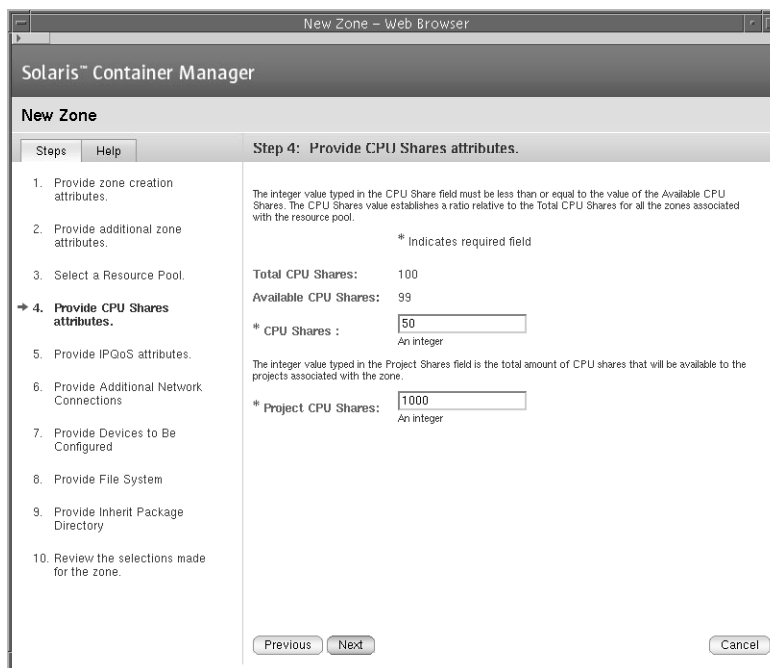 New Zone – Web Browser
Solaris™ Container Manager
New Zone
Steps
Help
1. Provide zone creation
attributes.
2. Provide additional zone
attributes.
3. Select a Resource Pool.
4. Provide CPU Shares
attributes.
5. Provide IPQoS attributes.
6. Provide Additional Network
Connections
7. Provide Devices to Be
Configured
8. Provide File System
9. Provide Inherit Package
Directory
10. Review the selections made
for the zone.
Step 4: Provide CPU Shares attributes.
The integer value typed in the CPU Share field must be less than or equal to the value of the Available CPU
Shares. The CPU Shares value establishes a ratio relative to the Total CPU Shares for all the zones associated
with the resource pool.
* Indicates required field
Total CPU Shares: 100
Available CPU Shares: 99
* CPU Shares : 50
An integer
The integer value typed in the Project Shares field is the total amount of CPU shares that will be available to the
projects associated with the zone.
* Project CPU Shares: 1000
An integer
Previous
Next
Cancel